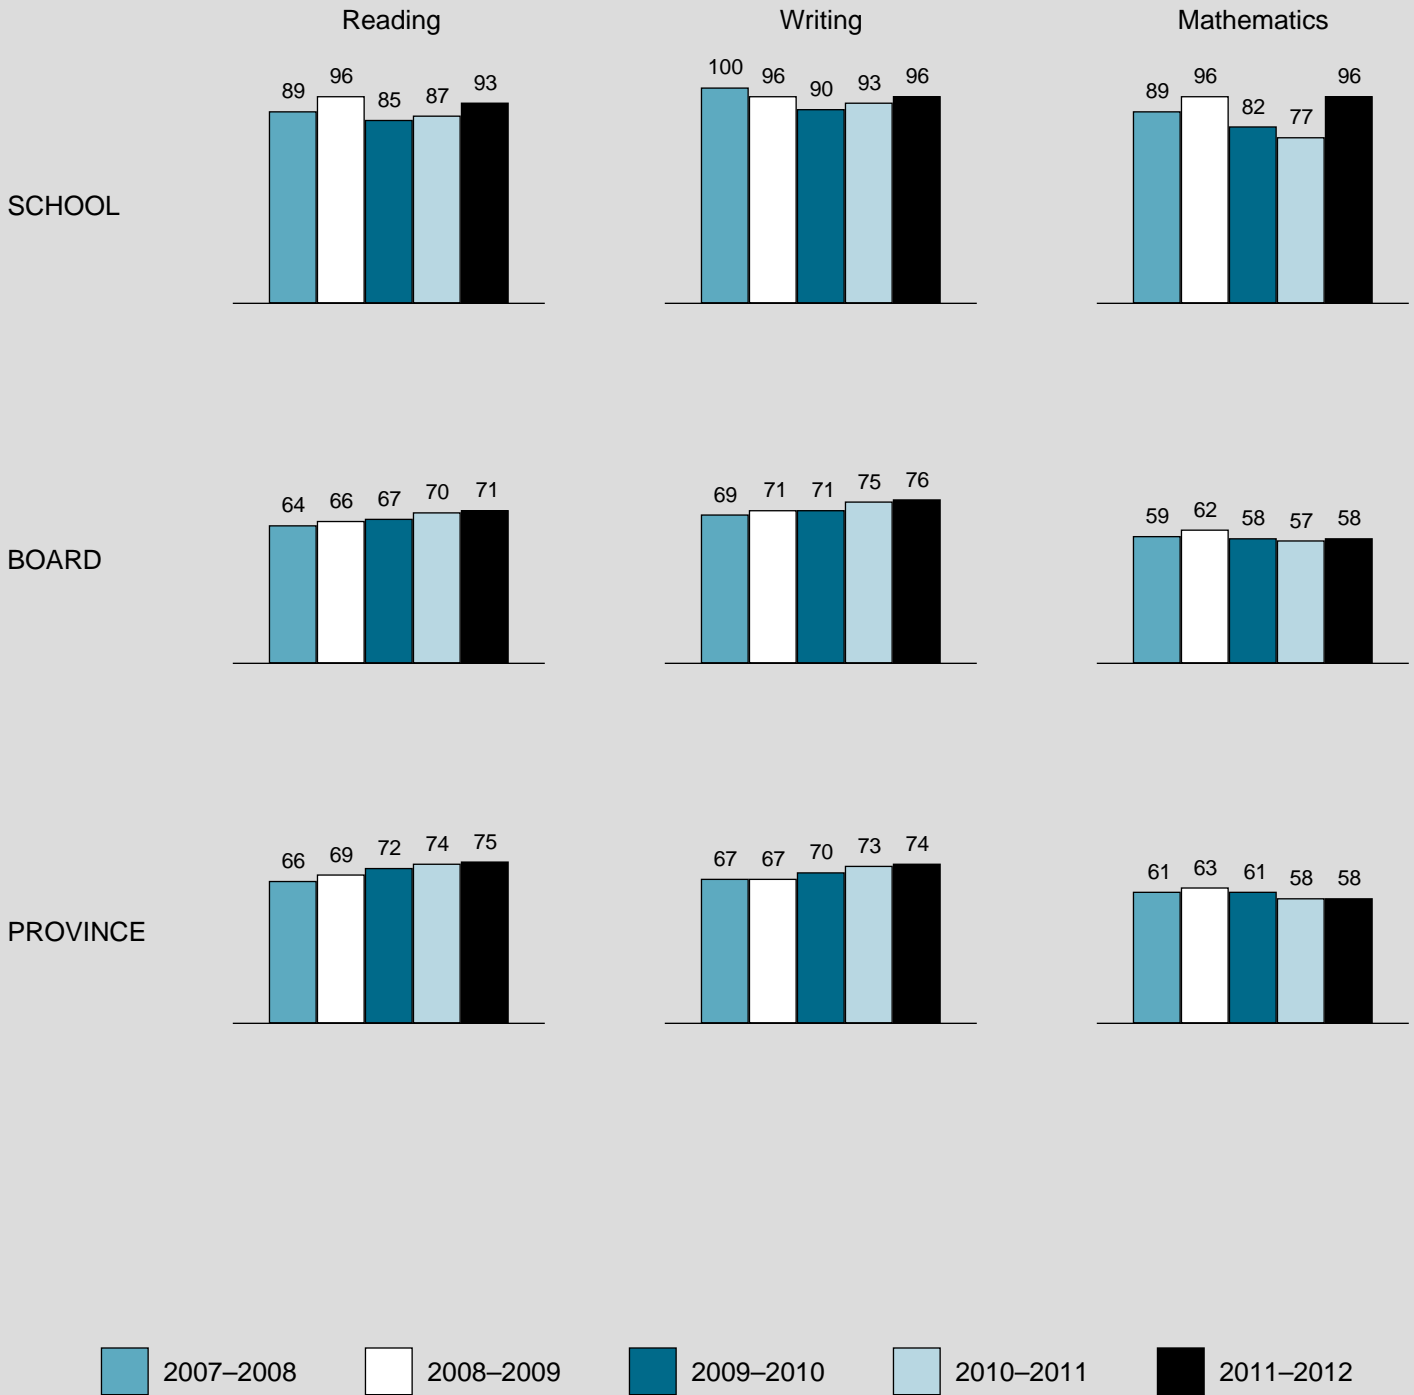 Reading Writing Mathematics
SCHOOL
89 96 85 87 93
100 96 90 93 96
89 96 82 77 96
BOARD
64 66 67 70 71
69 71 71 75 76
59 62 58 57 58
PROVINCE
66 69 72 74 75
67 67 70 73 74
61 63 61 58 58
2007–2008 2008–2009 2009–2010 2010–2011 2011–2012